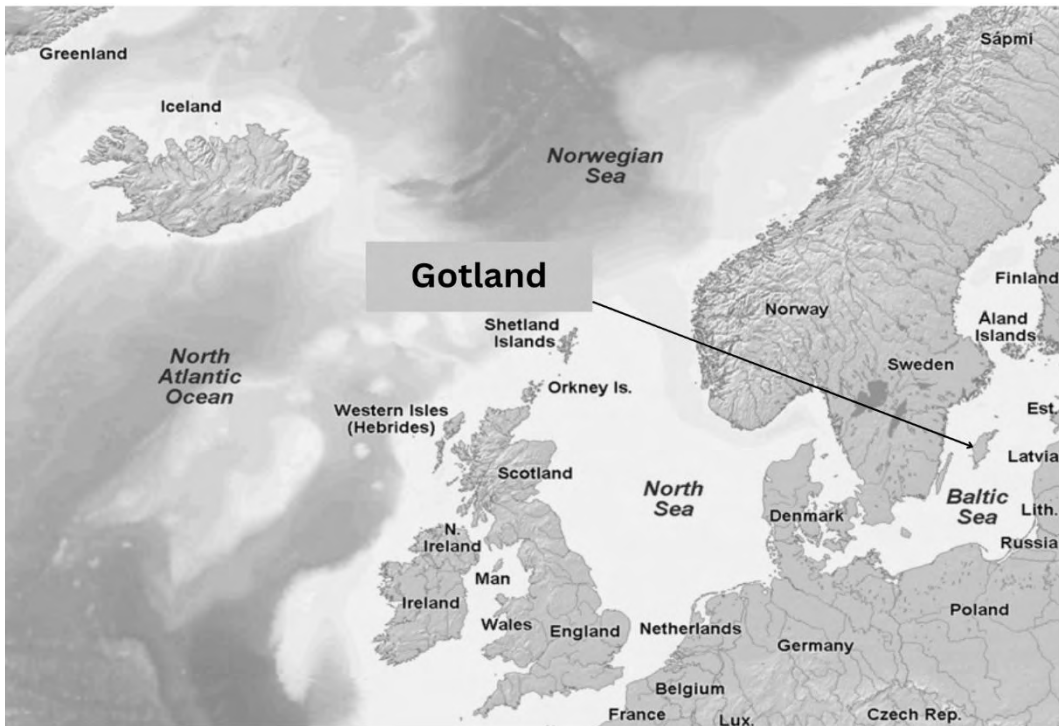 Greenland
Sápmi
Iceland
Norwegian
Sea
Gotland
Finland
Norway
Åland
Islands
Shetland
Islands
North
Atlantic
Ocean
Sweden
Orkney Is.
Western Isles
(Hebrides)
Est.
Latvia
Scotland
North
Sea
Baltic
Sea
Denmark
Lith.
Russia
N.
Ireland
Man
Ireland
Wales
England
Netherlands
Poland
Germany
Belgium
France
Lux.
Czech Rep.